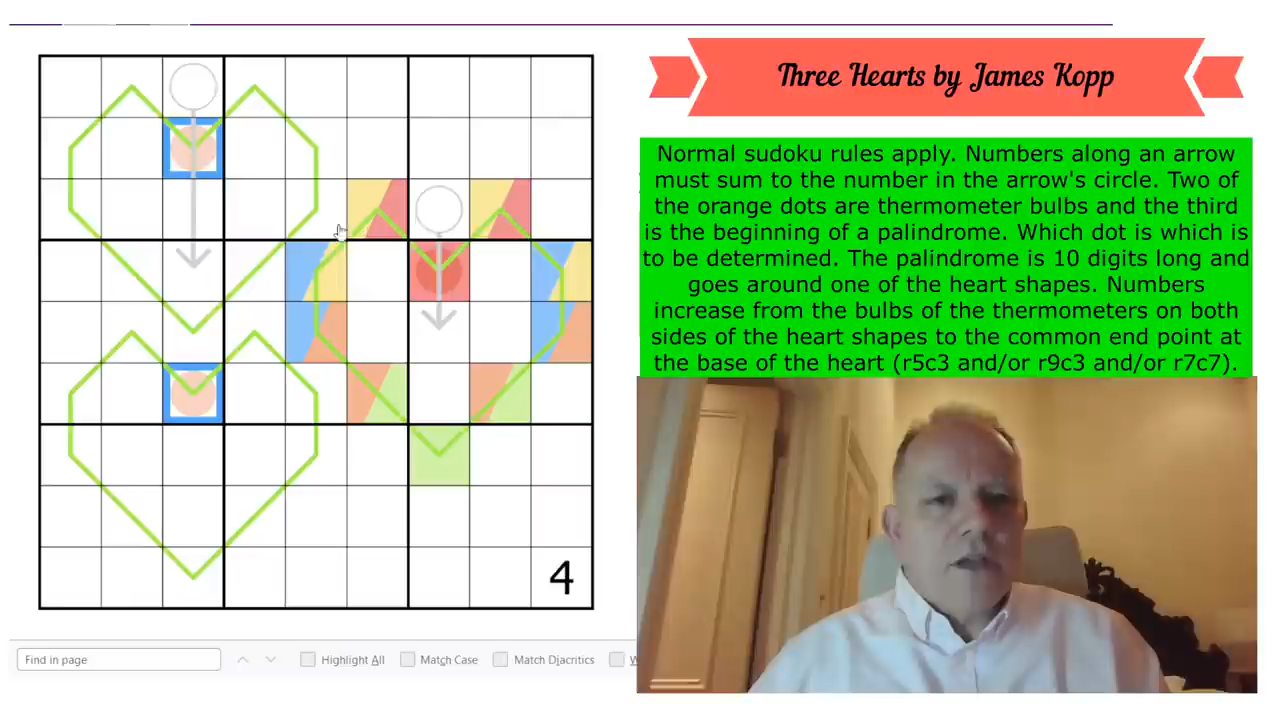 Three Hearts by James Kopp
Normal sudoku rules apply. Numbers along an arrow
must sum to the number in the arrow's circle. Two of
the orange dots are thermometer bulbs and the third
is the beginning of a palindrome. Which dot is which is
to be determined. The palindrome is 10 digits long and
goes around one of the heart shapes. Numbers
increase from the bulbs of the thermometers on both
sides of the heart shapes to the common end point at
the base of the heart (r5c3 and/or r9c3 and/or r7c7).
4
Find in page Highlight All Match Case Match Diacritics W